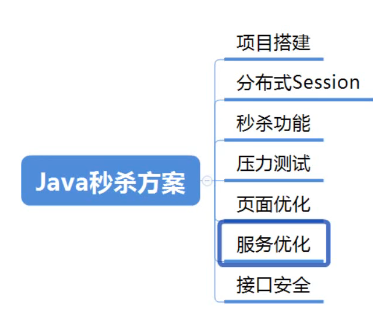 Java秒杀方案
项目搭建
分布式Session
秒杀功能
压力测试
页面优化
服务优化
接口安全